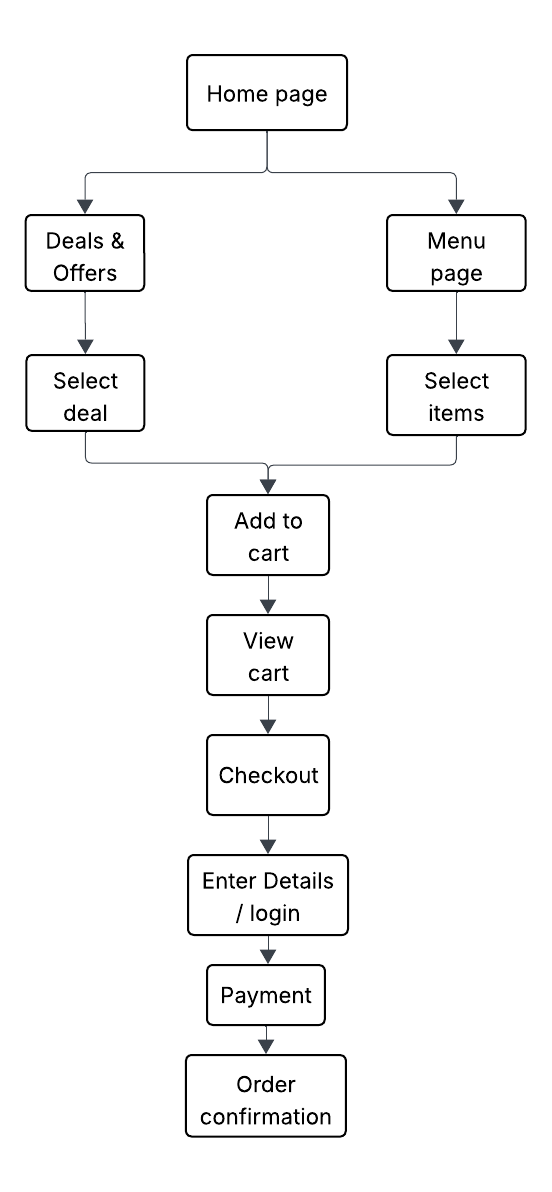 Home page
Deals &
Offers
Menu
page
Select
deal
Select
items
Add to
cart
View
cart
Checkout
Enter Details
/ login
Payment
Order
confirmation